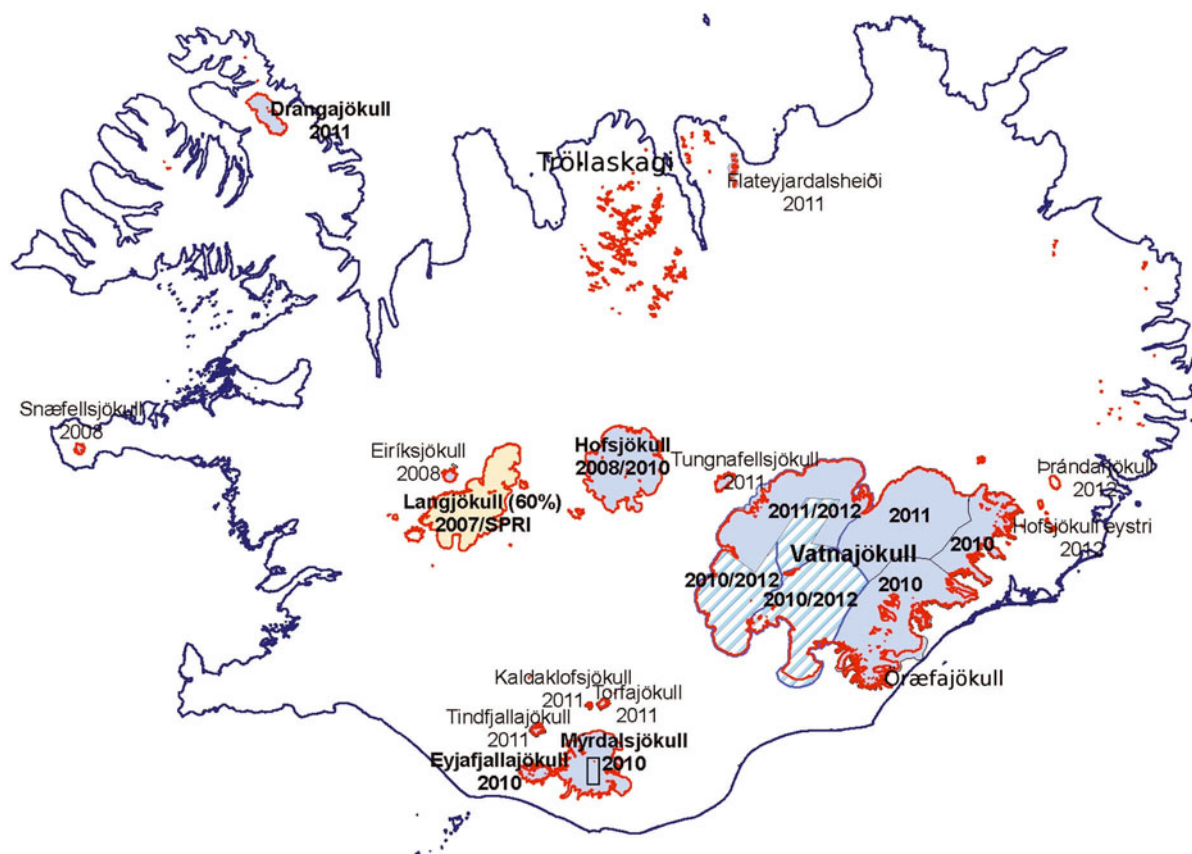 Drangajökull
2011
Tröllaskagi
Flateyjardalsheiði
2011
Snæfellsjökull
2008
Eiríksjökull
2008
Langjökull (60%)
2007/SPRI
Hofsjökull
2008/2010
Tungnafellsjökull
2011
Þrándarjökull
2012
Hofsjökull eystri
2012
2011/2012
2011
Vatnajökull
2010
2010/2012
2010/2012
2010
Öræfajökull
Kaldaklofsjökull
2011
Torfajökull
2011
Tindfjallajökull
2011
Myrdalsjökull
2010
Eyjafjallajökull
2010